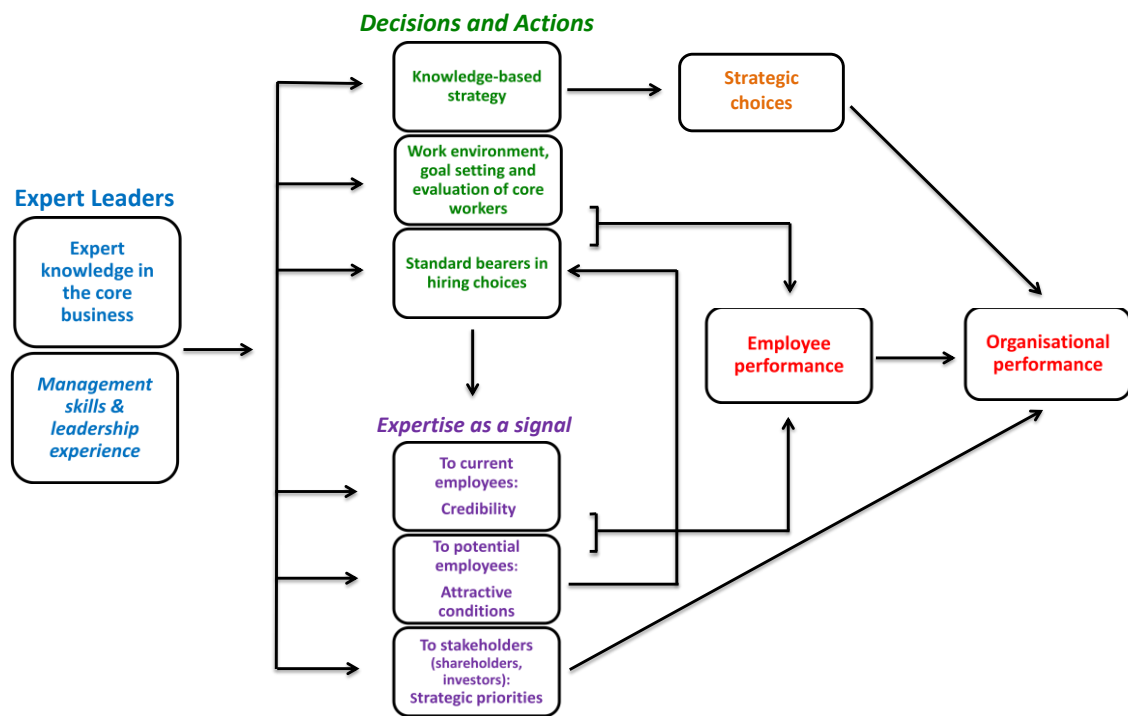 Decisions and Actions
Knowledge-based
strategy
Strategic
choices
Work environment,
goal setting and
evaluation of core
workers
Expert Leaders
Expert
knowledge in
the core
business
Standard bearers in
hiring choices
Management
skills &
leadership
experience
Employee
performance
Organisational
performance
Expertise as a signal
To current
employees:
Credibility
To potential
employees:
Attractive
conditions
To stakeholders
(shareholders,
investors):
Strategic priorities